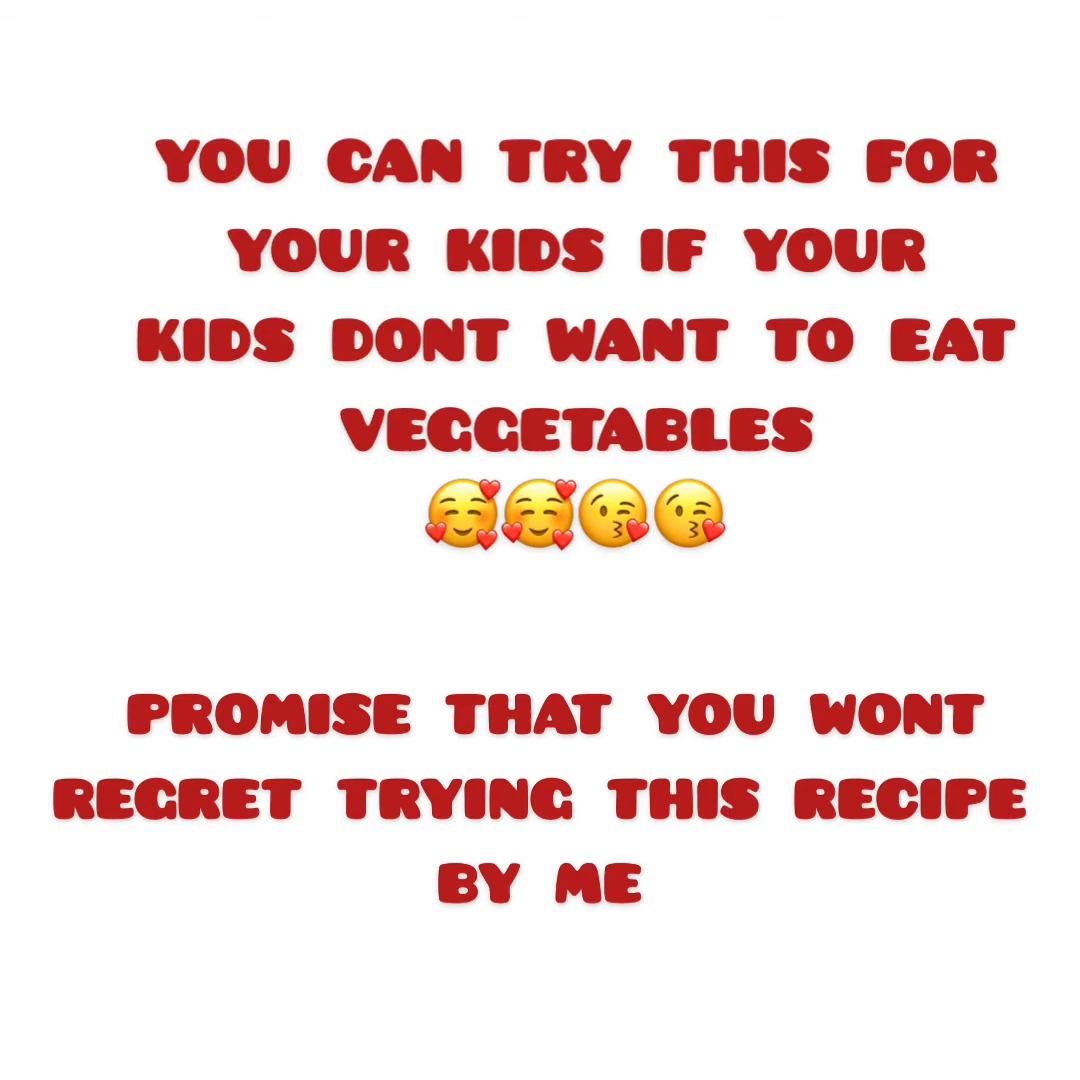 YOU CAN TRY THIS FOR
YOUR KIDS IF YOUR
KIDS DONT WANT TO EAT
VEGGETABLES
🥰🥰😘😘
PROMISE THAT YOU WONT
REGRET TRYING THIS RECIPE
BY ME